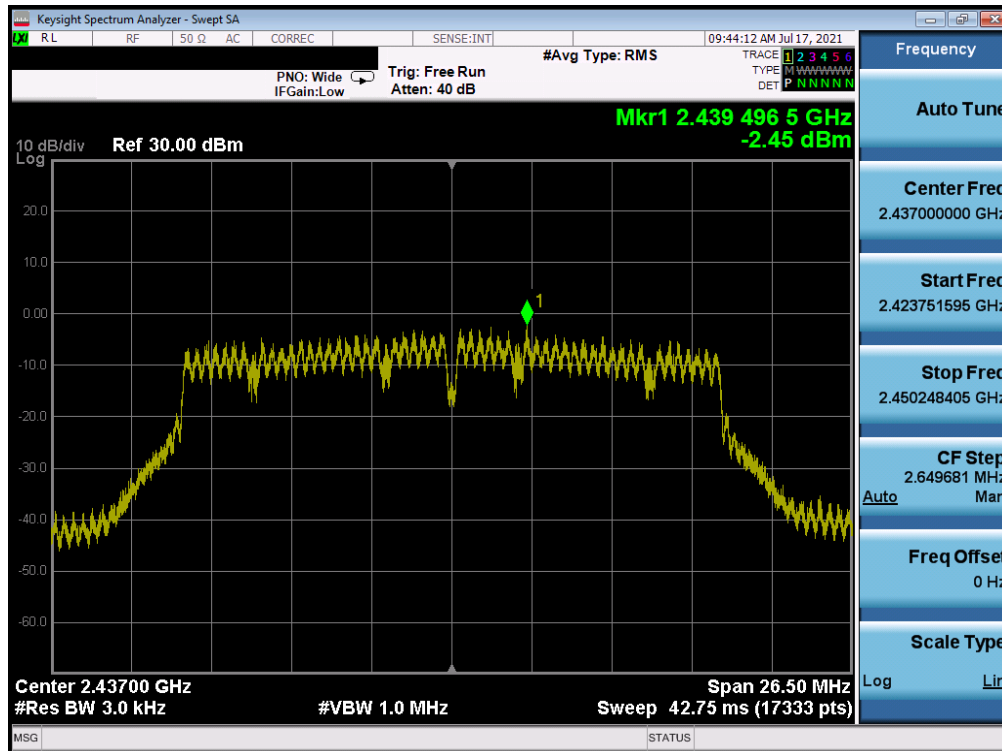 Keysight Spectrum Analyzer - Swept SA
LXI RL RF 50 Ω AC CORREC SENSE:INT 09:44:12 AM Jul 17, 2021
PNO: Wide
IFGain:Low
Trig: Free Run
Atten: 40 dB
#Avg Type: RMS
TRACE 1 2 3 4 5 6
TYPE M W W W W W
DET P N N N N N
Mkr1 2.439 496 5 GHz
-2.45 dBm
10 dB/div Ref 30.00 dBm
Log
20.0
10.0
0.00
-10.0
-20.0
-30.0
-40.0
-50.0
-60.0
1
Center 2.43700 GHz Span 26.50 MHz
#Res BW 3.0 kHz #VBW 1.0 MHz Sweep 42.75 ms (17333 pts)
MSG STATUS
Frequency
Auto Tune
Center Freq
2.437000000 GHz
Start Freq
2.423751595 GHz
Stop Freq
2.450248405 GHz
CF Step
2.649681 MHz
Auto Man
Freq Offset
0 Hz
Scale Type
Log Lin